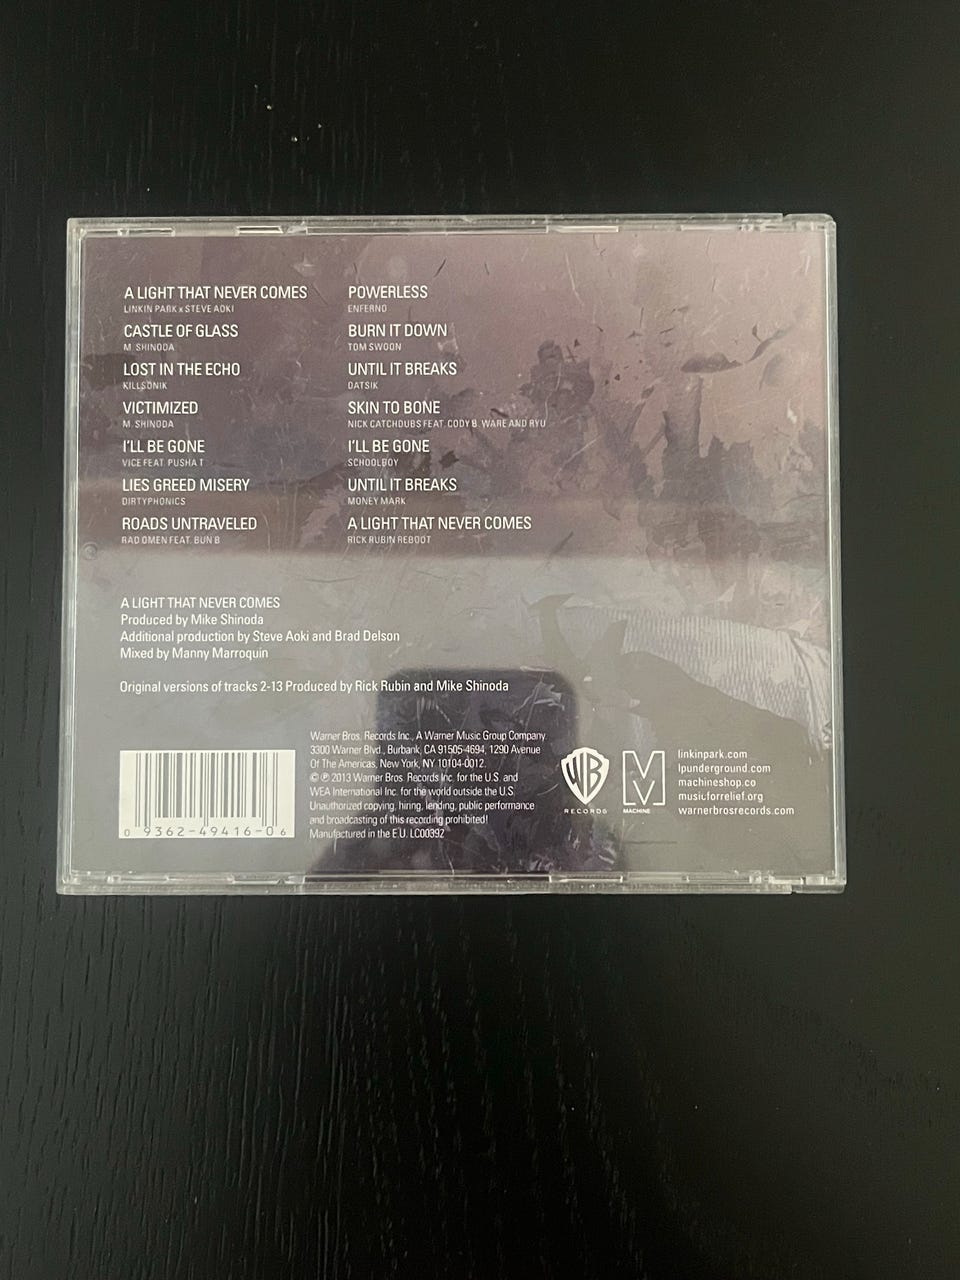 A LIGHT THAT NEVER COMES
LINKIN PARK x STEVE AOKI
CASTLE OF GLASS
M. SHINODA
LOST IN THE ECHO
KILLSONIK
VICTIMIZED
M. SHINODA
I'LL BE GONE
VICE FEAT. PUSHA T
LIES GREED MISERY
DIRTYPHONICS
ROADS UNTRAVELED
RAD OMEN FEAT. BUN B
POWERLESS
ENFERNO
BURN IT DOWN
TOM SWOON
UNTIL IT BREAKS
DATSIK
SKIN TO BONE
NICK CATCHDUBS FEAT. CODY B. WARE AND RYU
I'LL BE GONE
SCHOOLBOY
UNTIL IT BREAKS
MONEY MARK
A LIGHT THAT NEVER COMES
RICK RUBIN REBOOT
A LIGHT THAT NEVER COMES
Produced by Mike Shinoda
Additional production by Steve Aoki and Brad Delson
Mixed by Manny Marroquin
Original versions of tracks 2-13 Produced by Rick Rubin and Mike Shinoda
0 9362-49416-0 6
Warner Bros. Records Inc., A Warner Music Group Company.
3300 Warner Blvd., Burbank, CA 91505-4694, 1290 Avenue
Of The Americas, New York, NY 10104-0012.
© ℗ 2013 Warner Bros. Records Inc. for the U.S. and
WEA International Inc. for the world outside the U.S.
Unauthorized copying, hiring, lending, public performance
and broadcasting of this recording prohibited!
Manufactured in the E.U. LC00392
WB
RECORDS
MACHINE
linkinpark.com
lpunderground.com
machineshop.co
musicforrelief.org
warnerbrosrecords.com